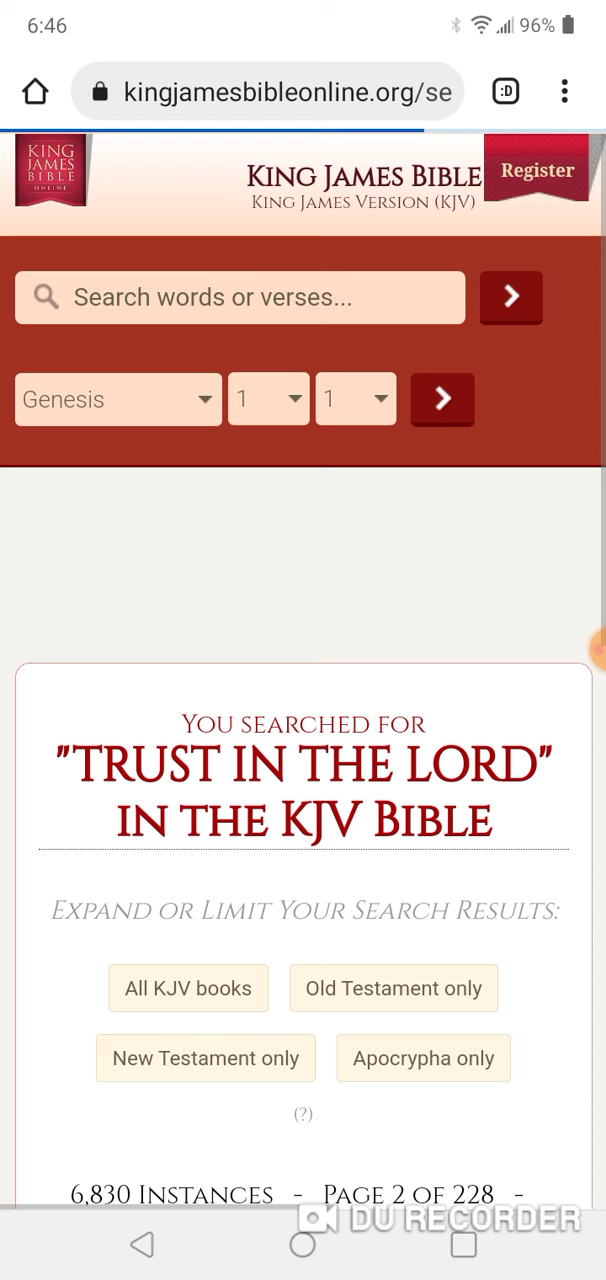 6:46
96%
kingjamesbibleonline.org/se
:D
KING
JAMES
BIBLE
ONLINE
King James Bible
King James Version (KJV)
Register
Search words or verses...
Genesis
1
1
You searched for
"TRUST IN THE LORD"
in the KJV Bible
Expand or Limit Your Search Results:
All KJV books
Old Testament only
New Testament only
Apocrypha only
(?)
6,830 Instances - Page 2 of 228 -
DU RECORDER